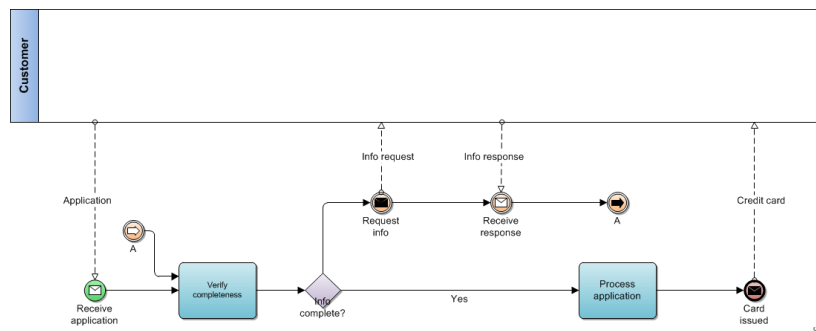 Customer
Info request
Info response
Application
Credit card
A
Request
info
Receive
response
A
Verify
completeness
Info
complete?
Yes
Process
application
Receive
application
Card
issued